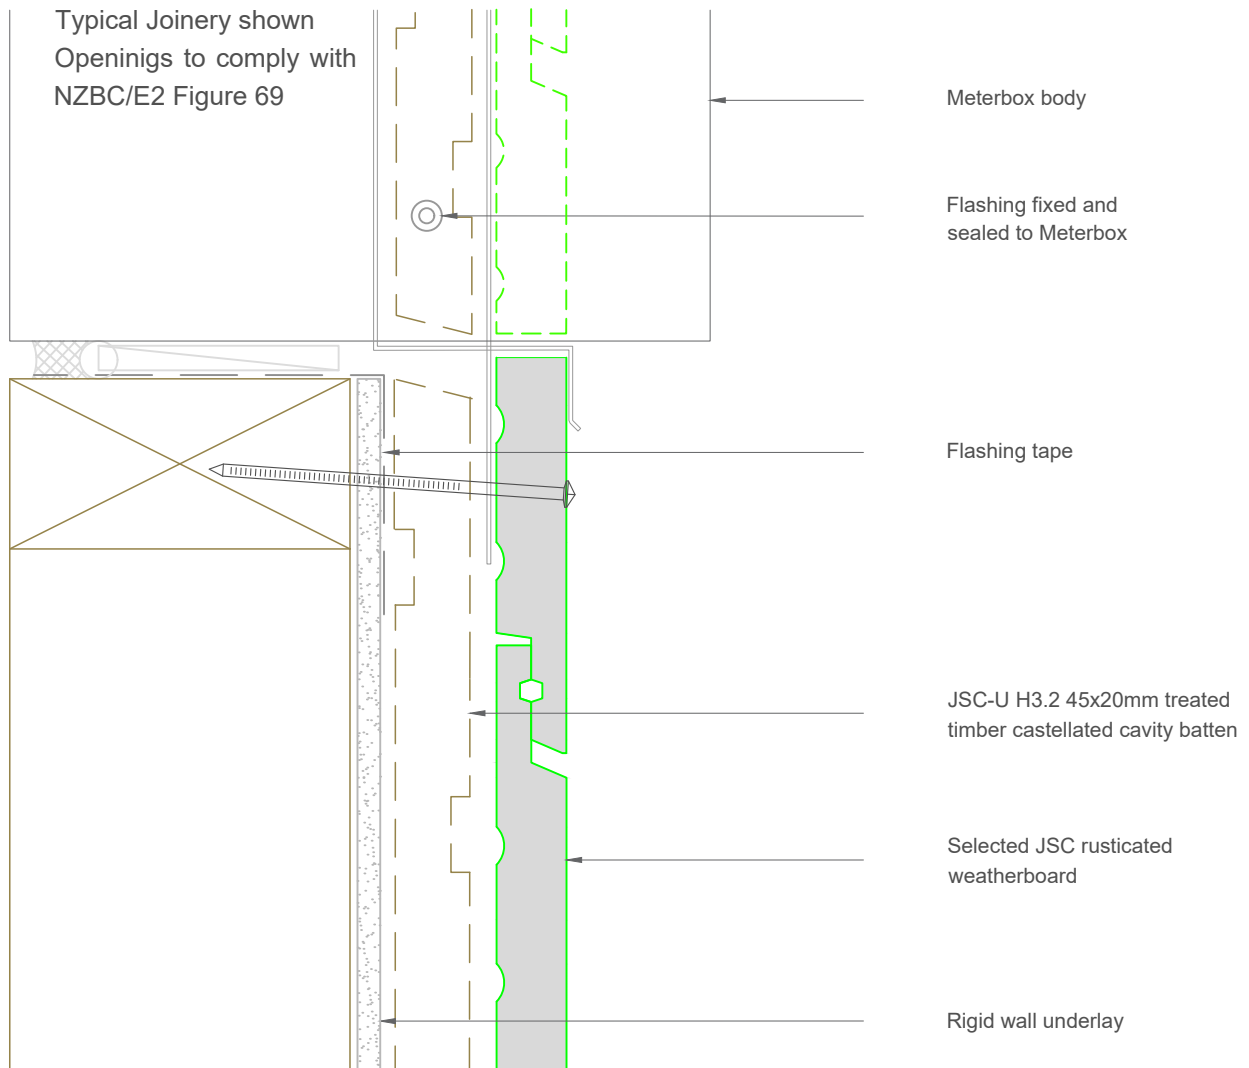 Typical Joinery shown
Openinigs to comply with
NZBC/E2 Figure 69
Meterbox body
Flashing fixed and
sealed to Meterbox
Flashing tape
JSC-U H3.2 45x20mm treated
timber castellated cavity batten
Selected JSC rusticated
weatherboard
Rigid wall underlay